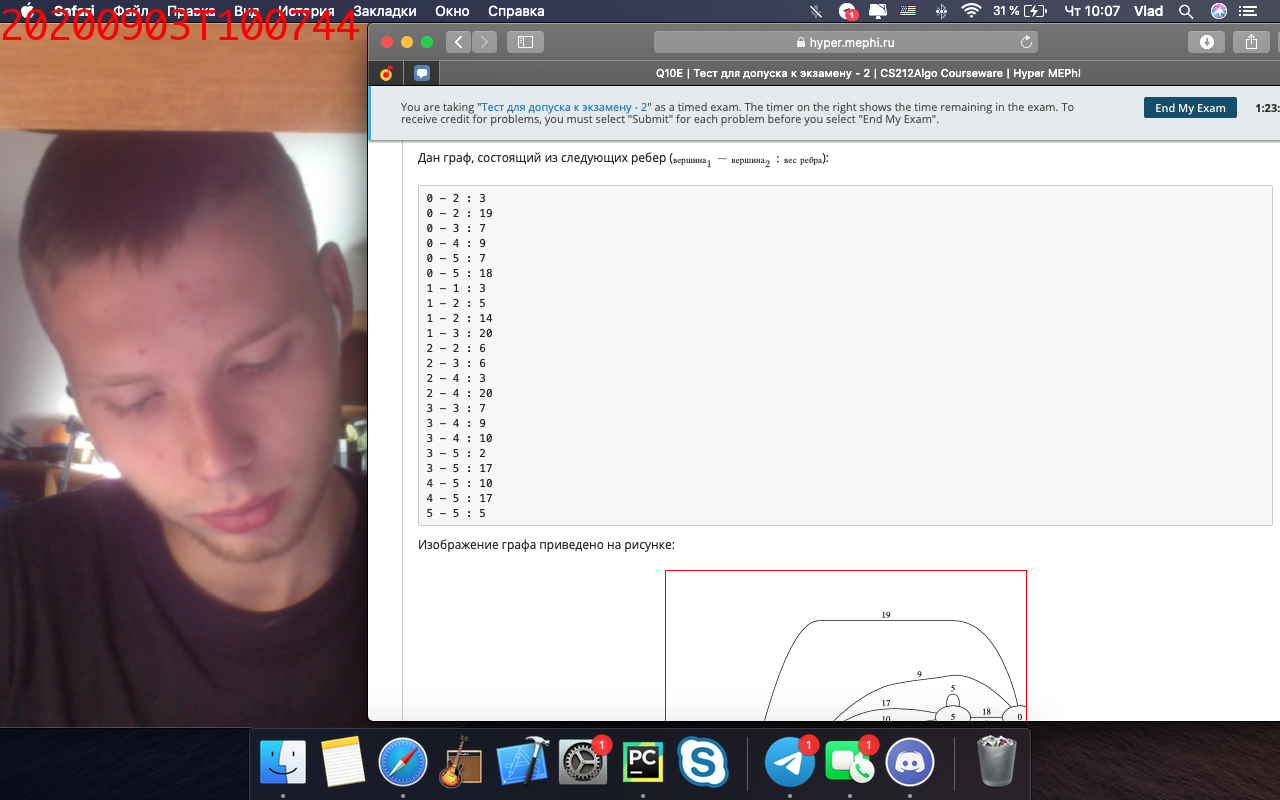 20200903T100744
Safari Файл Правка Вид История Закладки Окно Справка
1 31 % Чт 10:07 Vlad
hyper.mephi.ru
Q10E | Тест для допуска к экзамену - 2 | CS212Algo Courseware | Hyper MEPhI
You are taking "Тест для допуска к экзамену - 2" as a timed exam. The timer on the right shows the time remaining in the exam. To
receive credit for problems, you must select "Submit" for each problem before you select "End My Exam".
End My Exam
1:23:
Дан граф, состоящий из следующих ребер (вершина1 − вершина2 : вес ребра):
0 − 2 : 3
0 − 2 : 19
0 − 3 : 7
0 − 4 : 9
0 − 5 : 7
0 − 5 : 18
1 − 1 : 3
1 − 2 : 5
1 − 2 : 14
1 − 3 : 20
2 − 2 : 6
2 − 3 : 6
2 − 4 : 3
2 − 4 : 20
3 − 3 : 7
3 − 4 : 9
3 − 4 : 10
3 − 5 : 2
3 − 5 : 17
4 − 5 : 10
4 − 5 : 17
5 − 5 : 5
Изображение графа приведено на рисунке:
19
9
5
17
18
10
5
0
1
PC
1
1